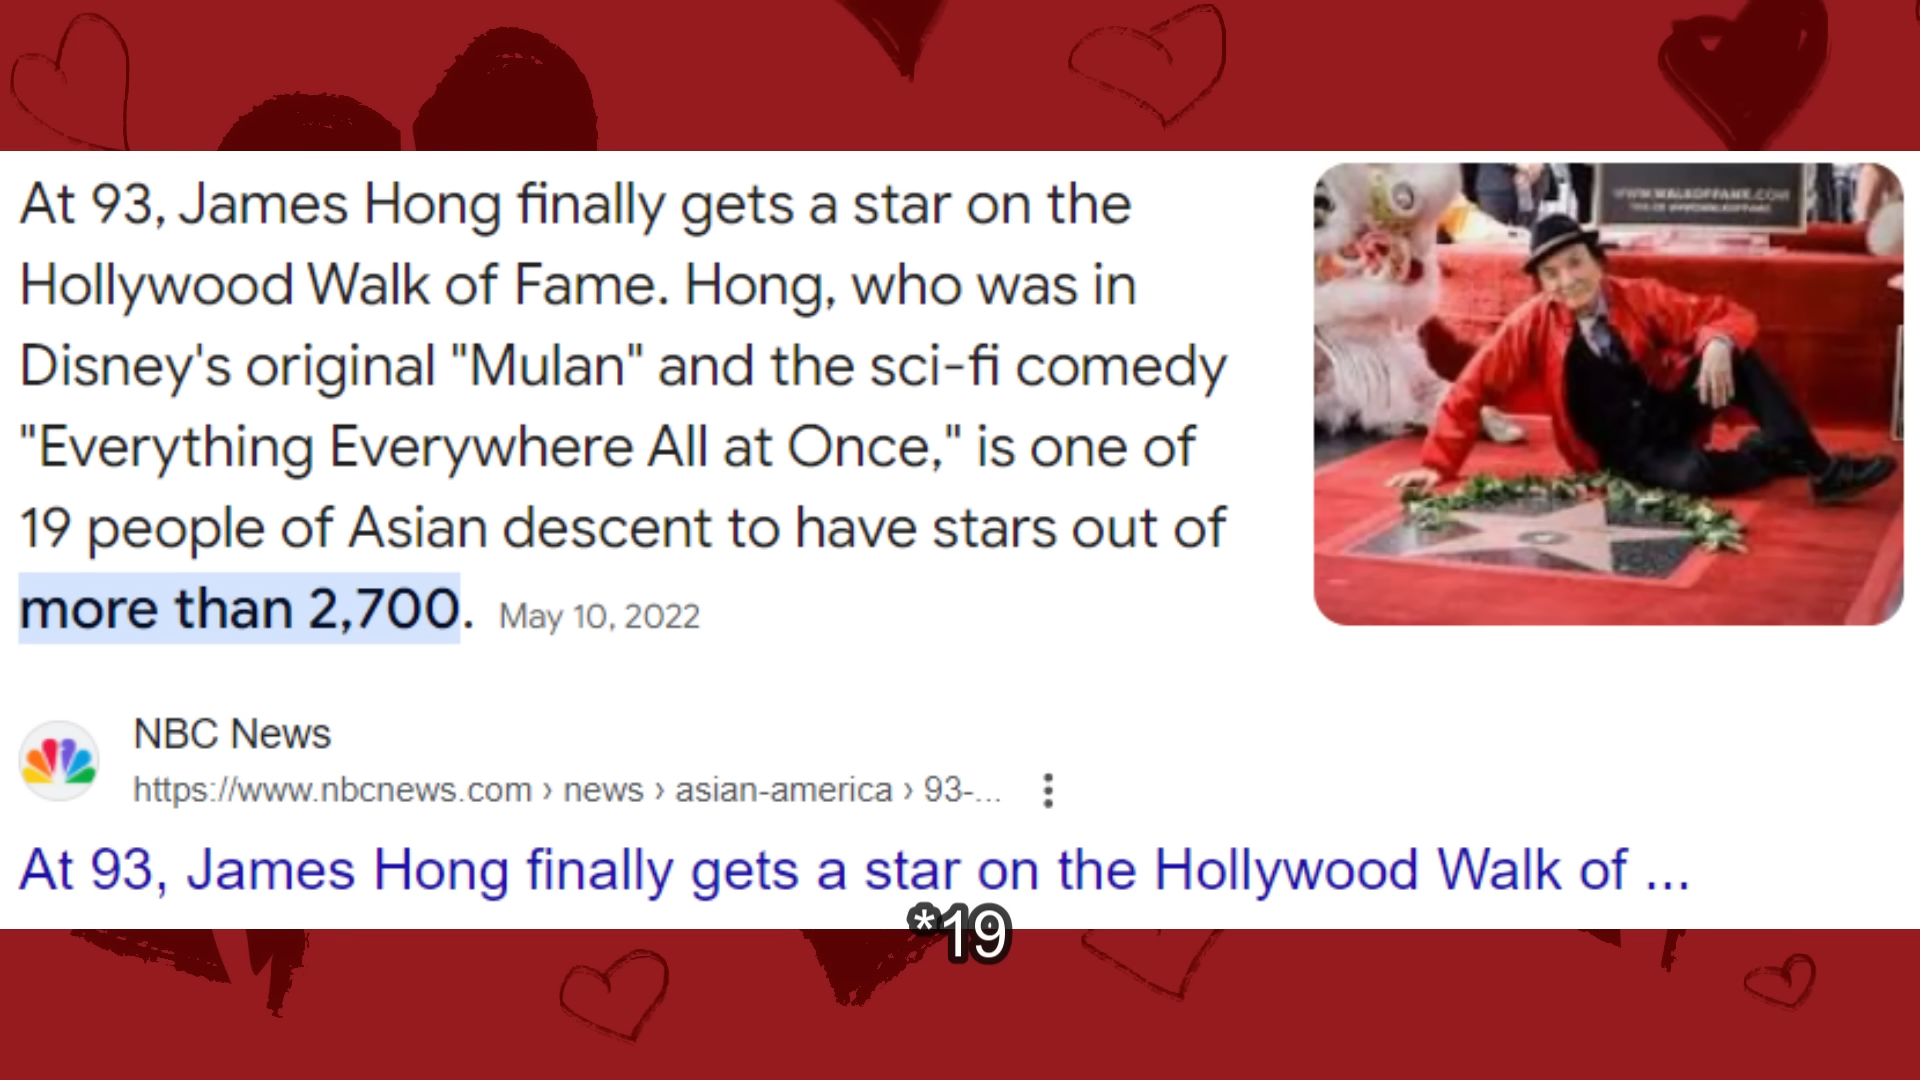 At 93, James Hong finally gets a star on the
Hollywood Walk of Fame. Hong, who was in
Disney's original "Mulan" and the sci-fi comedy
"Everything Everywhere All at Once," is one of
19 people of Asian descent to have stars out of
more than 2,700. May 10, 2022
WWW.WALKOFFAME.COM
NBC News
https://www.nbcnews.com › news › asian-america › 93-...
At 93, James Hong finally gets a star on the Hollywood Walk of ...
*19